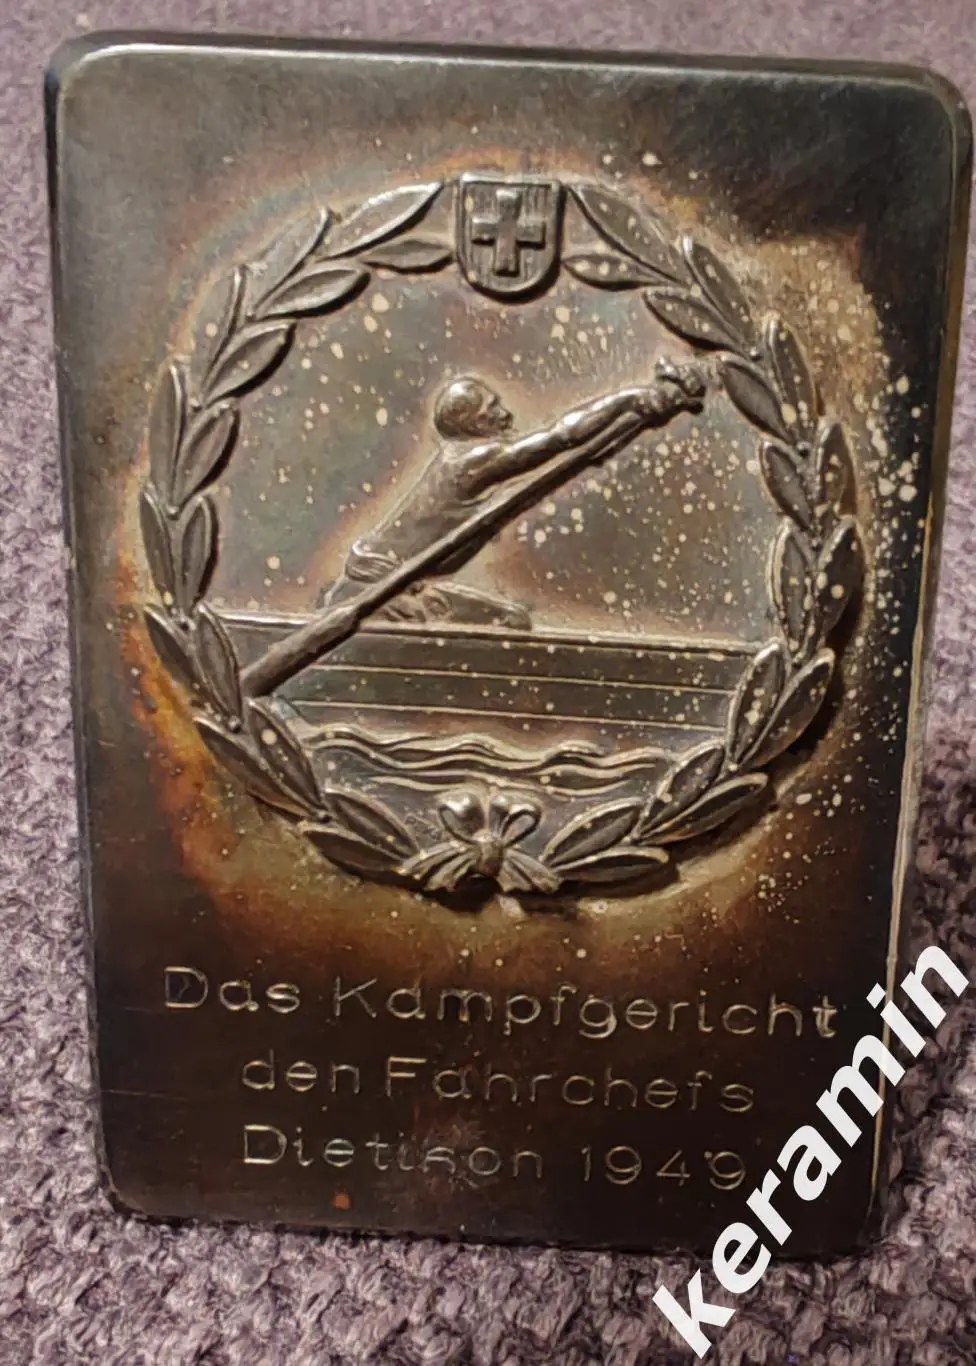 Das Kampfgericht
den Fahrchefs
Dietikon 1949
keramin